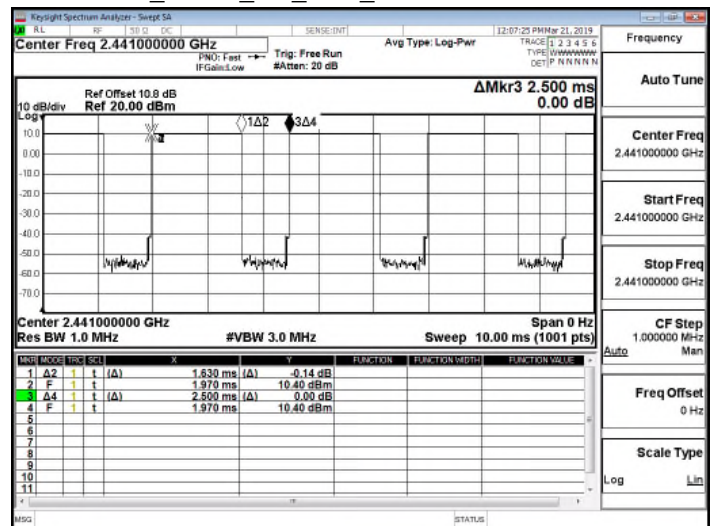 Keysight Spectrum Analyzer - Swept SA
RL RF 50 Ω DC SENSE:INT 12:07:25 PM Mar 21, 2019
Center Freq 2.441000000 GHz
PNO: Fast
IFGain:Low
Trig: Free Run
#Atten: 20 dB
Avg Type: Log-Pwr
TRACE 1 2 3 4 5 6
TYPE WWWWWW
DET P N N N N N
Ref Offset 10.8 dB
10 dB/div Ref 20.00 dBm
ΔMkr3 2.500 ms
0.00 dB
Log
1Δ2 3Δ4
10.0
0.00
-10.0
-20.0
-30.0
-40.0
-50.0
-60.0
-70.0
Center 2.441000000 GHz Span 0 Hz
Res BW 1.0 MHz #VBW 3.0 MHz Sweep 10.00 ms (1001 pts)
MKR MODE TRC SCL X Y FUNCTION FUNCTION WIDTH FUNCTION VALUE
1 Δ2 1 t (Δ) 1.630 ms (Δ) -0.14 dB
2 F 1 t 1.970 ms 10.40 dBm
3 Δ4 1 t (Δ) 2.500 ms (Δ) 0.00 dB
4 F 1 t 1.970 ms 10.40 dBm
5
6
7
8
9
10
11
MSG STATUS
Frequency
Auto Tune
Center Freq
2.441000000 GHz
Start Freq
2.441000000 GHz
Stop Freq
2.441000000 GHz
CF Step
1.000000 MHz
Auto Man
Freq Offset
0 Hz
Scale Type
Log Lin